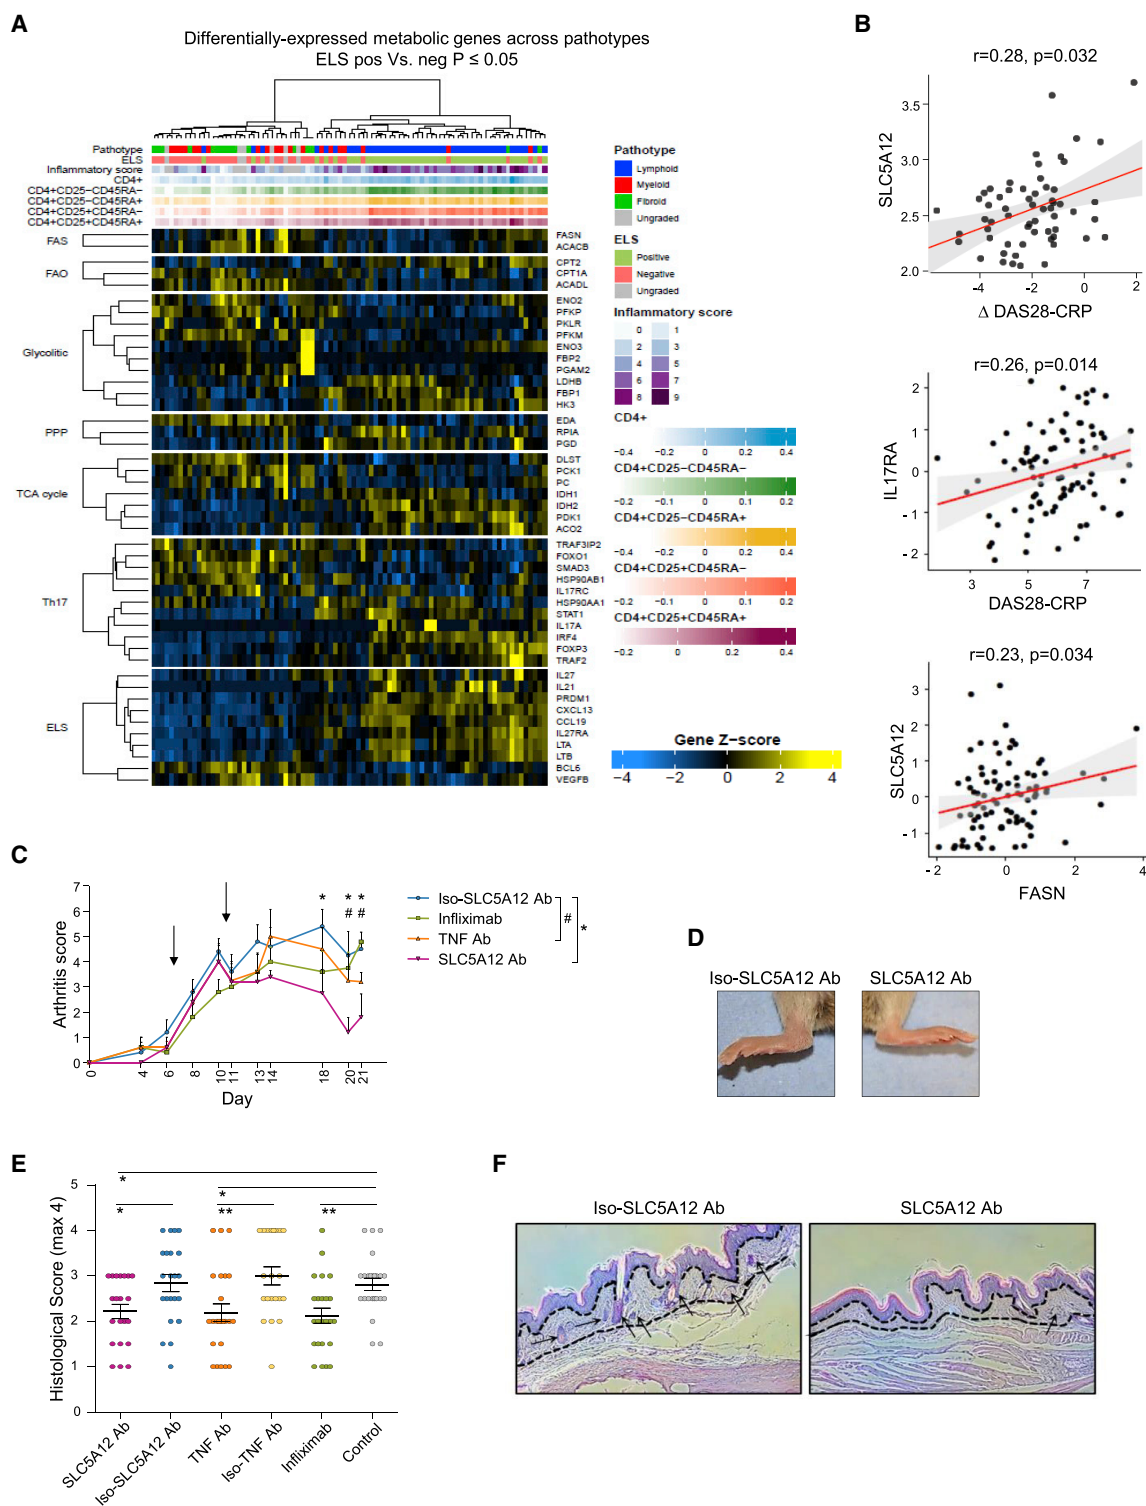 A
Differentially-expressed metabolic genes across pathotypes
ELS pos Vs. neg P ≤ 0.05
Pathotype
ELS
Inflammatory score
CD4+
CD4+CD25−CD45RA−
CD4+CD25−CD45RA+
CD4+CD25+CD45RA−
CD4+CD25+CD45RA+
FAS
FASN
ACACB
FAO
CPT2
CPT1A
ACADL
Glycolitic
ENO2
PFKP
PKLR
PFKM
ENO3
FBP2
PGAM2
LDHB
FBP1
HK3
PPP
EDA
RPIA
PGD
TCA cycle
DLST
PCK1
PC
IDH1
IDH2
PDK1
ACO2
Th17
TRAF3IP2
FOXO1
SMAD3
HSP90AB1
IL17RC
HSP90AA1
STAT1
IL17A
IRF4
FOXP3
TRAF2
ELS
IL27
IL21
PRDM1
CXCL13
CCL19
IL27RA
LTA
LTB
BCL6
VEGFB
Pathotype
Lymphoid
Myeloid
Fibroid
Ungraded
ELS
Positive
Negative
Ungraded
Inflammatory score
0 1
2 3
4 5
6 7
8 9
CD4+
−0.4 −0.2 0 0.2 0.4
CD4+CD25−CD45RA−
−0.2 −0.1 0 0.1 0.2
CD4+CD25−CD45RA+
−0.4 −0.2 0 0.2 0.4
CD4+CD25+CD45RA−
−0.2 −0.1 0 0.1 0.2
CD4+CD25+CD45RA+
−0.2 0 0.2 0.4
Gene Z−score
−4 −2 0 2 4
B
r=0.28, p=0.032
SLC5A12
3.5
3.0
2.5
2.0
-4 -2 0 2
Δ DAS28-CRP
r=0.26, p=0.014
IL17RA
2
1
0
- 1
- 2
3 5 7
DAS28-CRP
r=0.23, p=0.034
SLC5A12
3
2
1
0
- 1
- 2 0 2 4
FASN
C
Arthritis score
7
6
5
4
3
2
1
0
0 4 6 8 10 11 13 14 18 20 21
Day
* * *
# #
Iso-SLC5A12 Ab
Infliximab
TNF Ab
SLC5A12 Ab
# *
D
Iso-SLC5A12 Ab
SLC5A12 Ab
E
Histological Score (max 4)
5
4
3
2
1
0
*
*
* ** **
SLC5A12 Ab
Iso-SLC5A12 Ab
TNF Ab
Iso-TNF Ab
Infliximab
Control
F
Iso-SLC5A12 Ab
SLC5A12 Ab